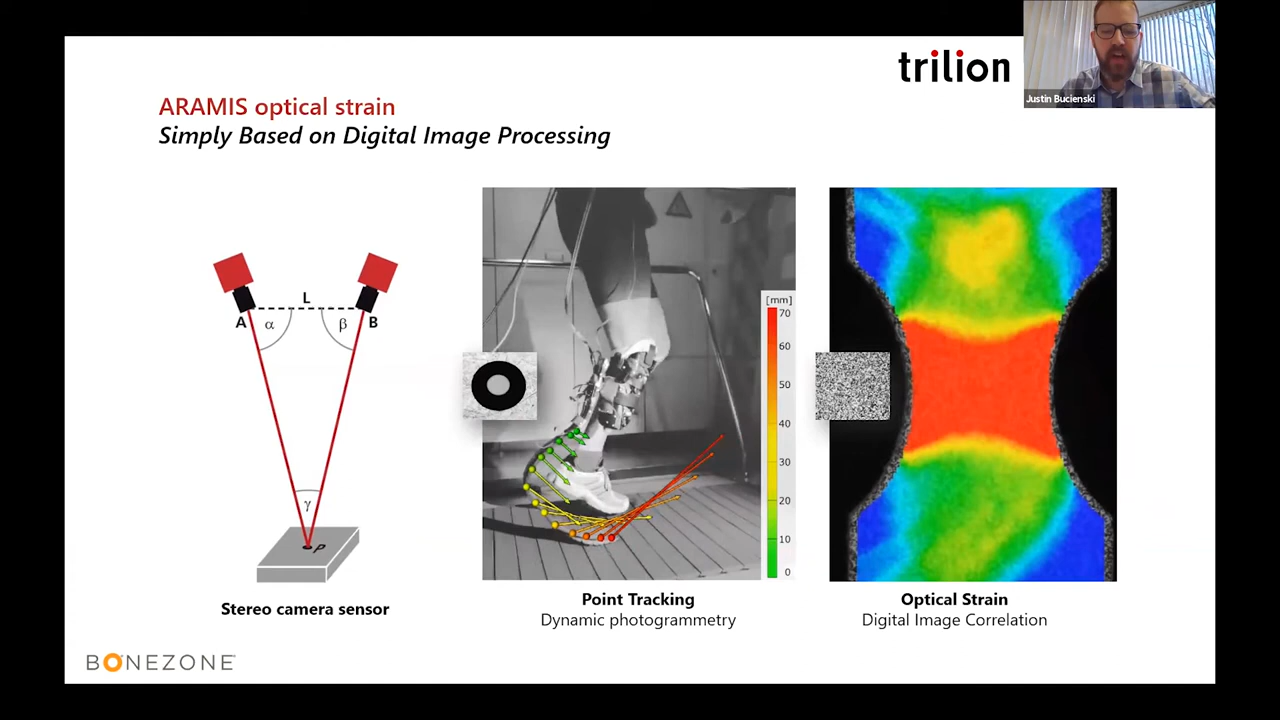 trilion
Justin Bucienski
ARAMIS optical strain
Simply Based on Digital Image Processing
L
A
α
β
B
γ
P
[mm]
70
60
50
40
30
20
10
0
Stereo camera sensor
Point Tracking
Dynamic photogrammetry
Optical Strain
Digital Image Correlation
BONEZONE